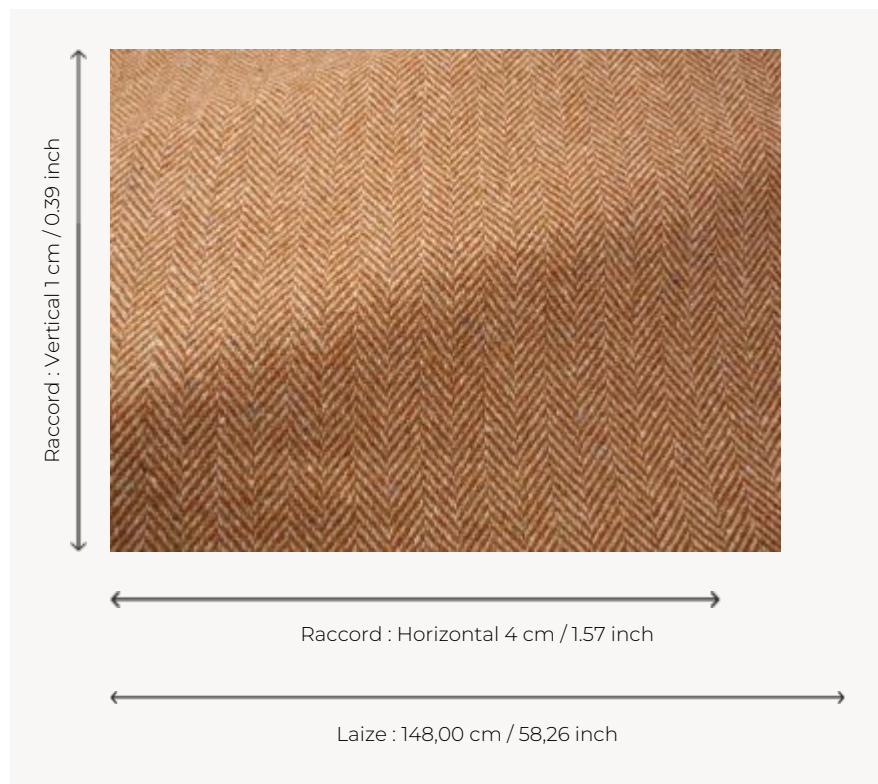 Raccord : Vertical 1 cm / 0.39 inch
Raccord : Horizontal 4 cm / 1.57 inch
Laize : 148,00 cm / 58,26 inch